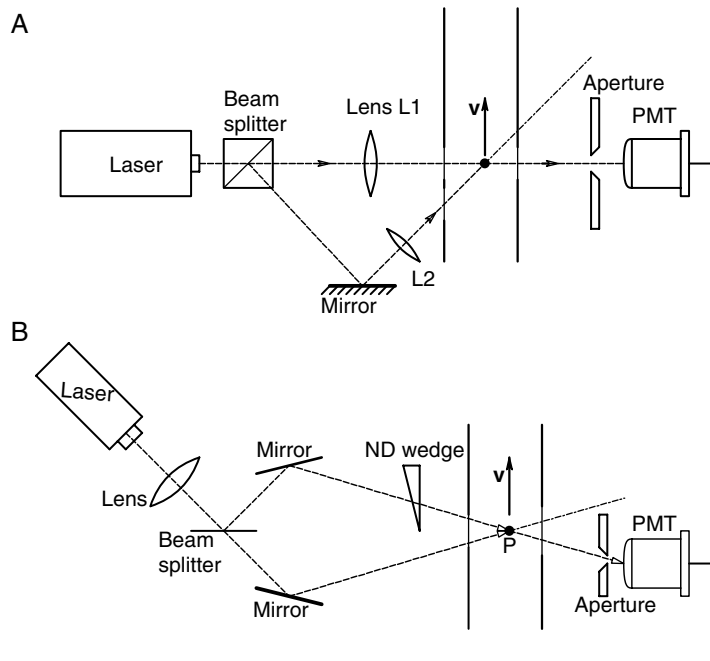 A
Beam
splitter
Lens L1
v
Aperture
PMT
Laser
L2
Mirror
B
Laser
Lens
Beam
splitter
Mirror
ND wedge
v
P
PMT
Aperture
Mirror